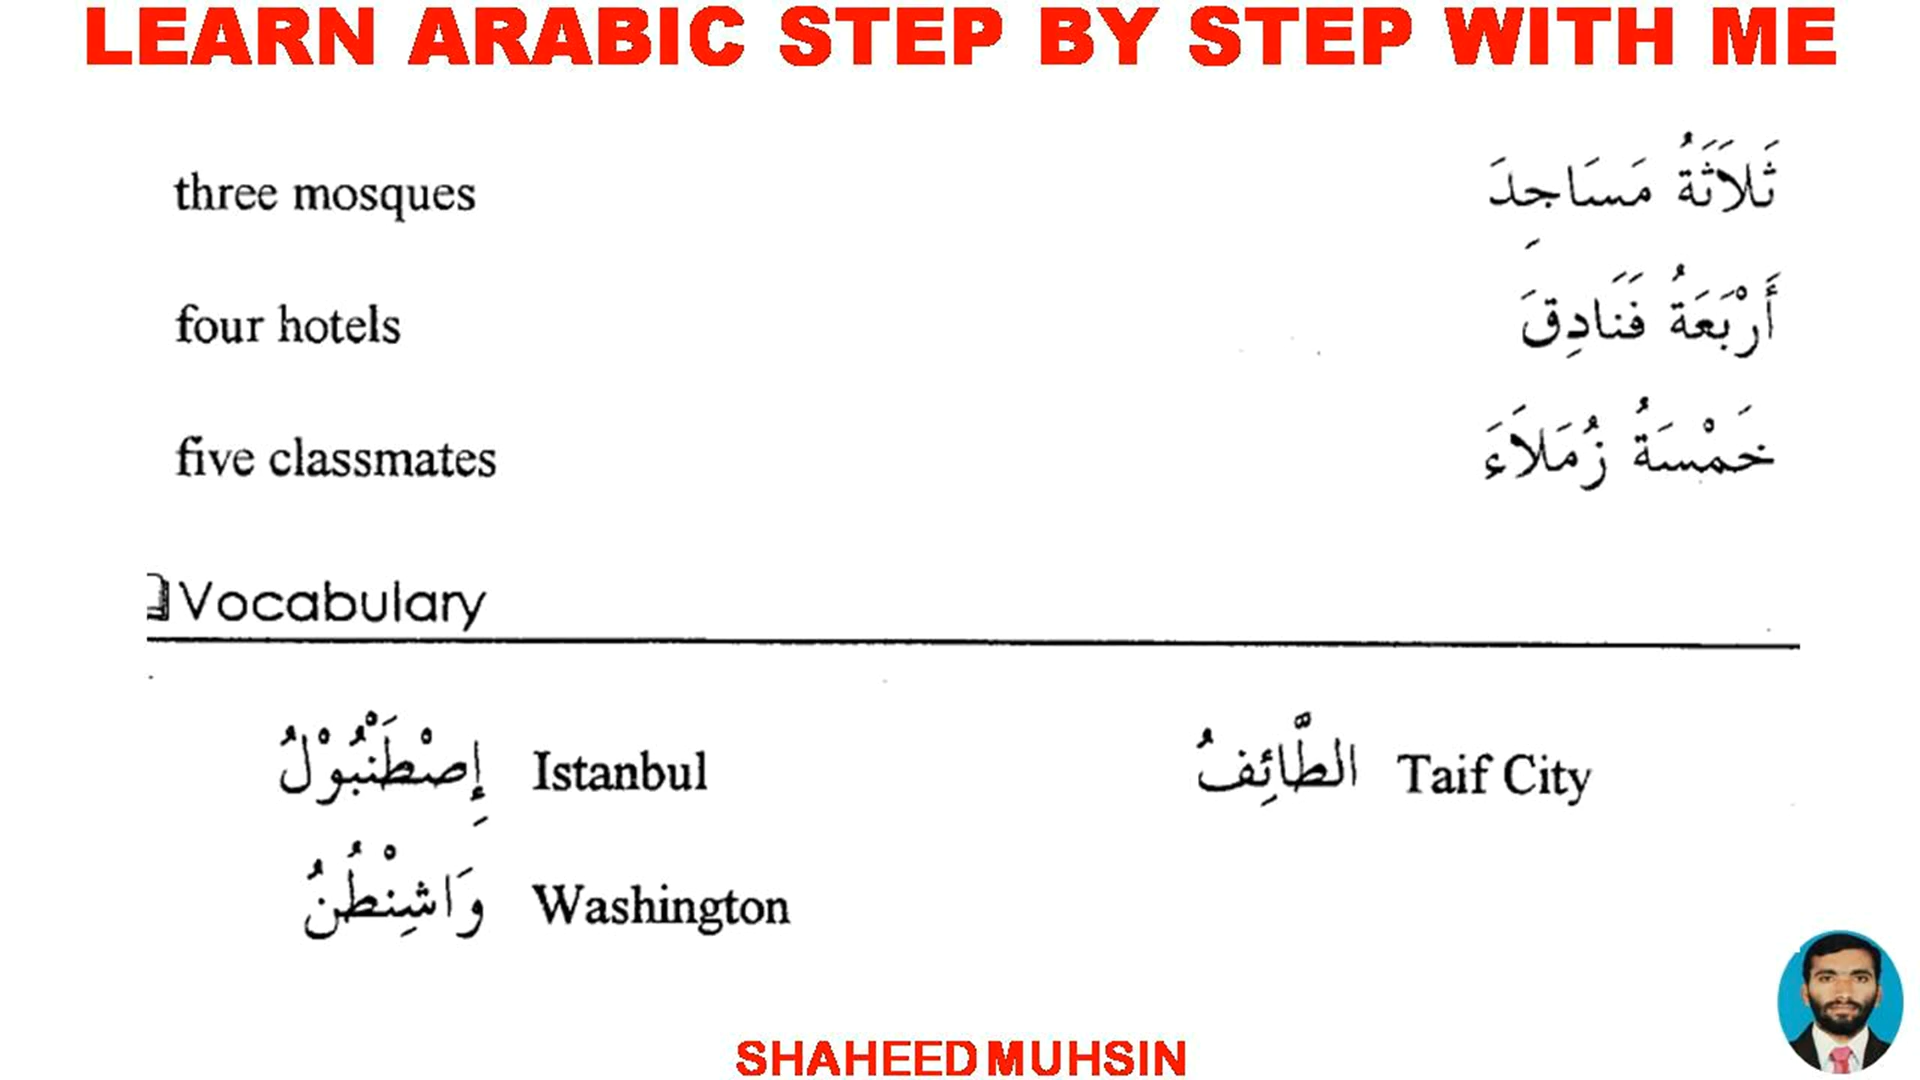 LEARN ARABIC STEP BY STEP WITH ME
three mosques ثَلاَثَةُ مَسَاجِدَ
four hotels أَرْبَعَةُ فَنَادِقَ
five classmates خَمْسَةُ زُمَلاَءَ
Vocabulary
إِصْطَنْبُوْلُ Istanbul الطَّائِفُ Taif City
وَاشِنْطُنُ Washington
SHAHEED MUHSIN